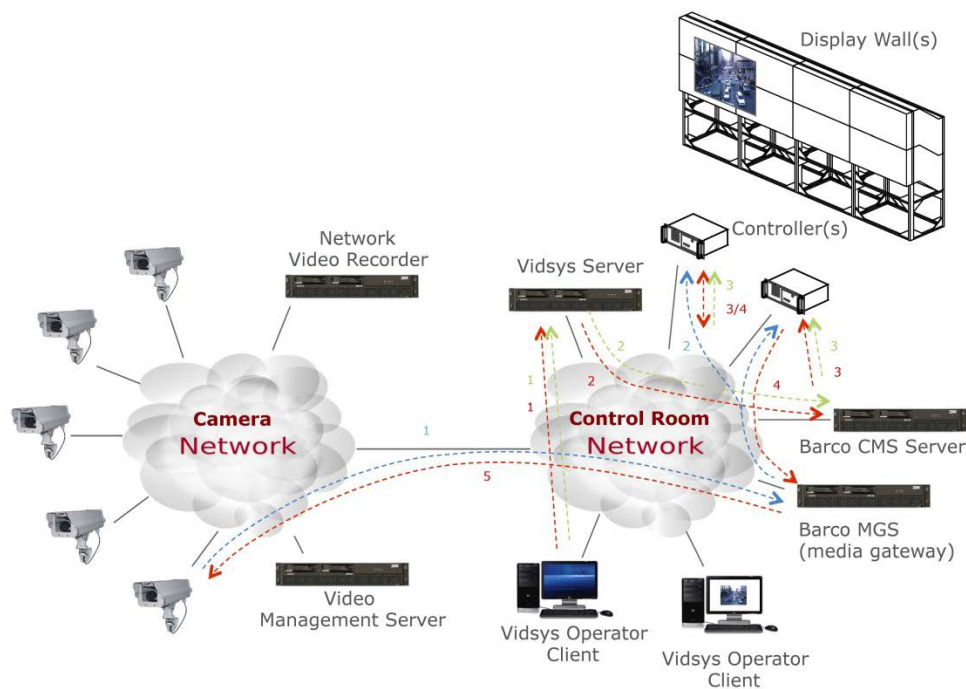 Display Wall(s)
Network
Video Recorder
Controller(s)
Vidsys Server
3
3/4
2
2
2
3
3
4
1
1
Camera
Network
Control Room
Network
1
5
Barco CMS Server
Barco MGS
(media gateway)
Video
Management Server
Vidsys Operator
Client
Vidsys Operator
Client